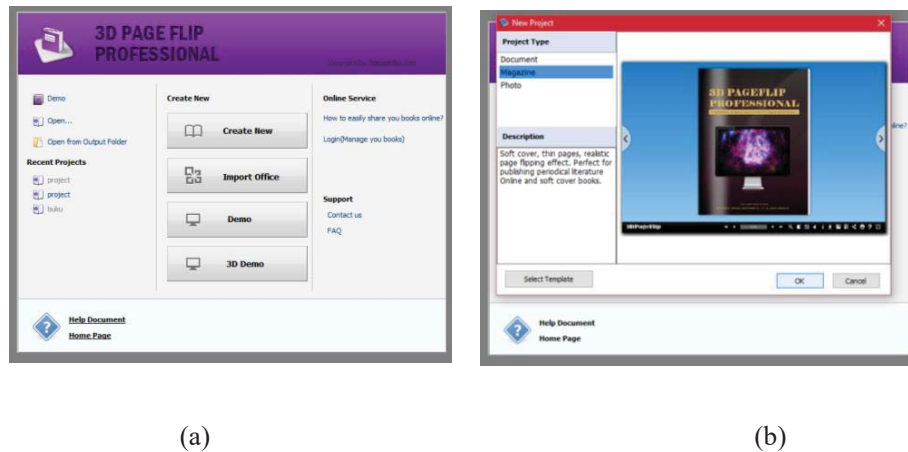 3D PAGE FLIP
PROFESSIONAL
Demo
Open...
Open from Output Folder
Recent Projects
project
project
buku
Create New
Create New
Import Office
Demo
3D Demo
Online Service
How to easily share you books online?
Login(Manage you books)
Support
Contact us
FAQ
Help Document
Home Page
(a)
New Project
Project Type
Document
Magazine
Photo
Description
Soft cover, thin pages, realistic
page flipping effect. Perfect for
publishing periodical literature
Online and soft cover books.
3D PAGEFLIP
PROFESSIONAL
3DPageFlip
Select Template
OK
Cancel
line?
Help Document
Home Page
(b)